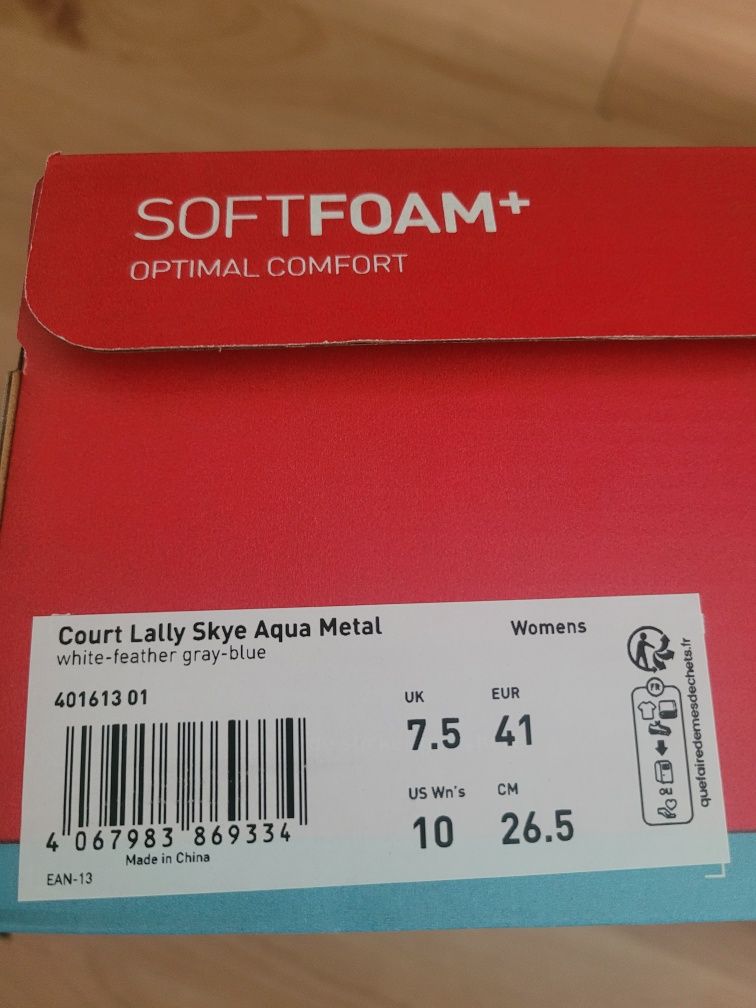 SOFTFOAM+
OPTIMAL COMFORT
Court Lally Skye Aqua Metal
Womens
white-feather gray-blue
401613 01
UK
EUR
7.5
41
US Wn's
CM
10
26.5
4 067983 869334
Made in China
EAN-13
FR
quefairedemesdechets.fr